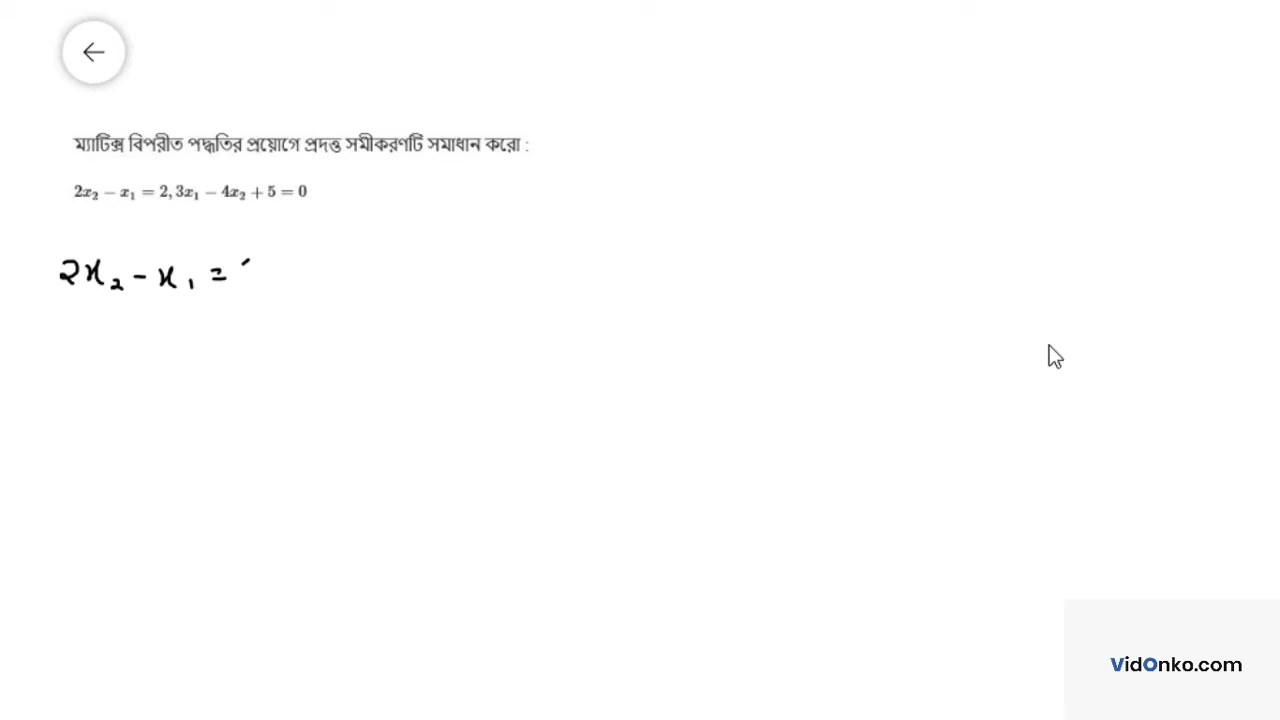 ম্যাটিক্স বিপরীত পদ্ধতির প্রয়োগে প্রদত্ত সমীকরণটি সমাধান করো :
2x₂ − x₁ = 2, 3x₁ − 4x₂ + 5 = 0
2x₂ - x₁ =
VidOnko.com